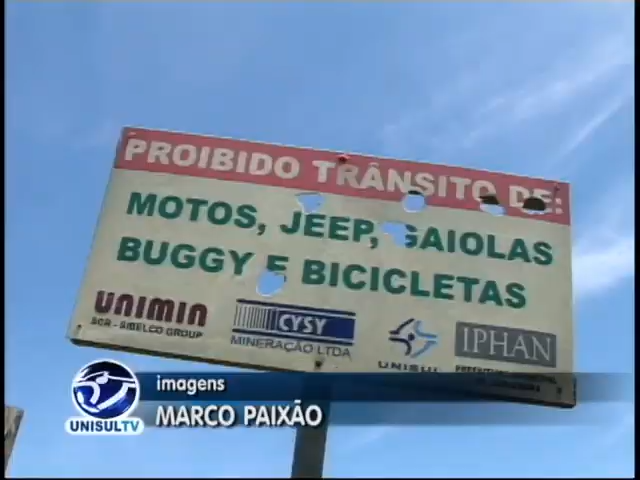 PROIBIDO TRÂNSITO DE:
MOTOS, JEEP, GAIOLAS
BUGGY E BICICLETAS
UNIMIN
SCR - SIBELCO GROUP
CYSY
MINERAÇÃO LTDA
UNISUL
IPHAN
imagens
MARCO PAIXÃO
UNISULTV